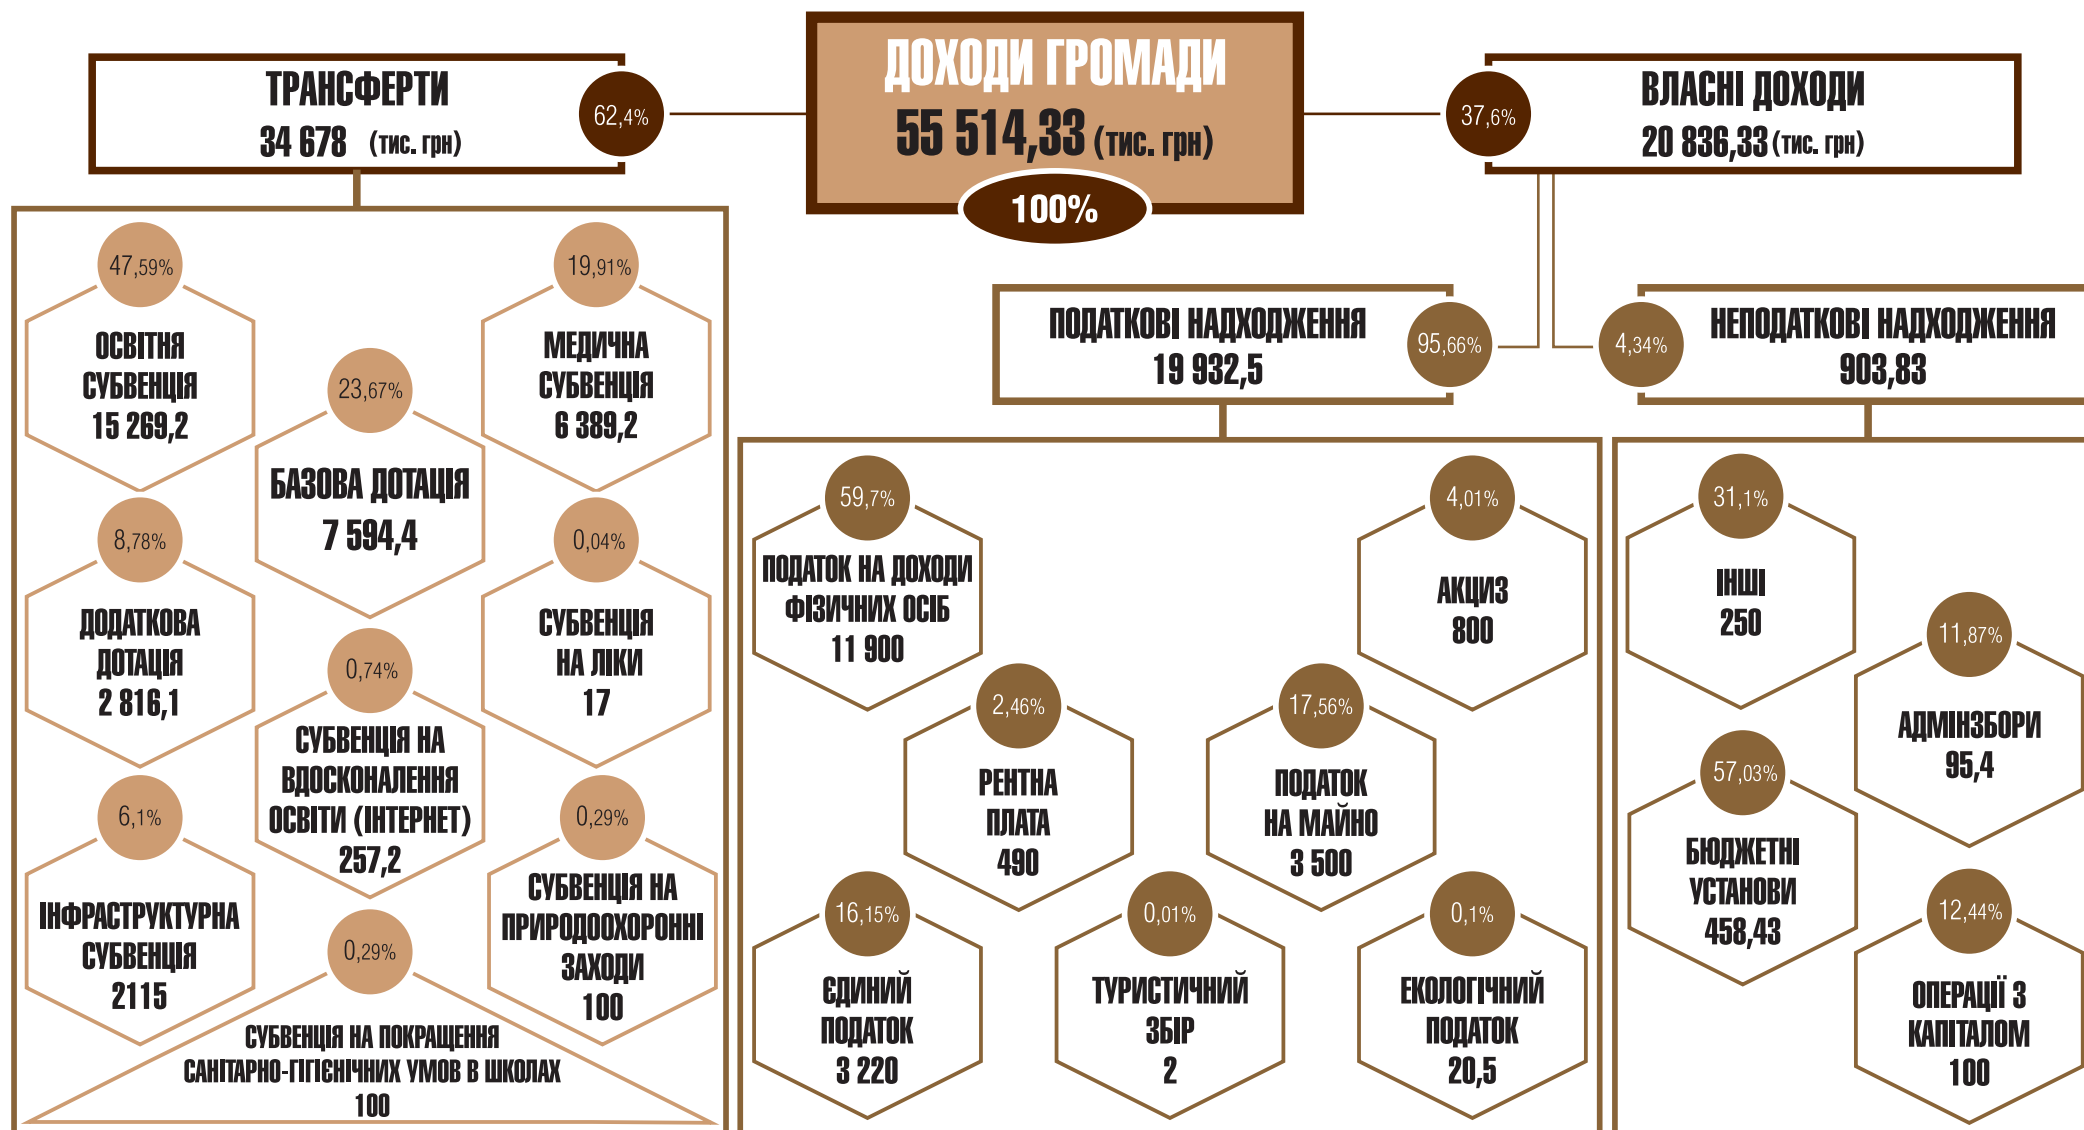 ДОХОДИ ГРОМАДИ
55 514,33 (тис. грн)
100%
ТРАНСФЕРТИ
34 678 (тис. грн)
62,4%
37,6%
ВЛАСНІ ДОХОДИ
20 836,33 (тис. грн)
47,59%
ОСВІТНЯ
СУБВЕНЦІЯ
15 269,2
19,91%
МЕДИЧНА
СУБВЕНЦІЯ
6 389,2
23,67%
БАЗОВА ДОТАЦІЯ
7 594,4
8,78%
ДОДАТКОВА
ДОТАЦІЯ
2 816,1
0,04%
СУБВЕНЦІЯ
НА ЛІКИ
17
0,74%
СУБВЕНЦІЯ НА
ВДОСКОНАЛЕННЯ
ОСВІТИ (ІНТЕРНЕТ)
257,2
6,1%
ІНФРАСТРУКТУРНА
СУБВЕНЦІЯ
2115
0,29%
СУБВЕНЦІЯ НА
ПРИРОДООХОРОННІ
ЗАХОДИ
100
0,29%
СУБВЕНЦІЯ НА ПОКРАЩЕННЯ
САНІТАРНО-ГІГІЄНІЧНИХ УМОВ В ШКОЛАХ
100
ПОДАТКОВІ НАДХОДЖЕННЯ
19 932,5
95,66%
59,7%
ПОДАТОК НА ДОХОДИ
ФІЗИЧНИХ ОСІБ
11 900
4,01%
АКЦИЗ
800
2,46%
РЕНТНА
ПЛАТА
490
17,56%
ПОДАТОК
НА МАЙНО
3 500
16,15%
ЄДИНИЙ
ПОДАТОК
3 220
0,01%
ТУРИСТИЧНИЙ
ЗБІР
2
0,1%
ЕКОЛОГІЧНИЙ
ПОДАТОК
20,5
4,34%
НЕПОДАТКОВІ НАДХОДЖЕННЯ
903,83
31,1%
ІНШІ
250
11,87%
АДМІНЗБОРИ
95,4
57,03%
БЮДЖЕТНІ
УСТАНОВИ
458,43
12,44%
ОПЕРАЦІЇ З
КАПІТАЛОМ
100